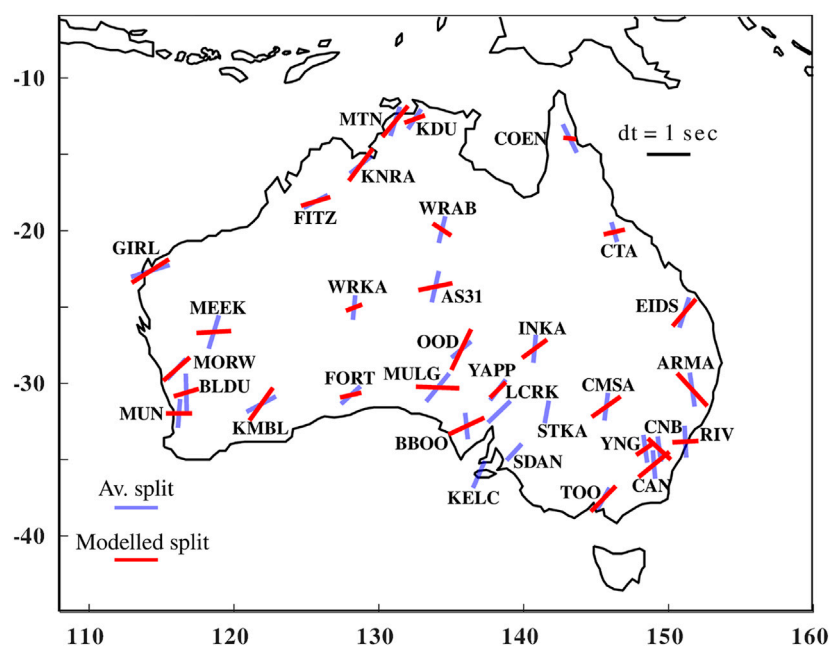 -10
MTN
KDU
COEN
dt = 1 sec
KNRA
FITZ
WRAB
-20
CTA
GIRL
WRKA
AS31
MEEK
EIDS
OOD
INKA
MORW
MULG
YAPP
ARMA
BLDU
FORT
LCRK
CMSA
-30
MUN
KMBL
STKA
CNB
BBOO
YNG
RIV
SDAN
Av. split
KELC
TOO
CAN
Modelled split
-40
110 120 130 140 150 160